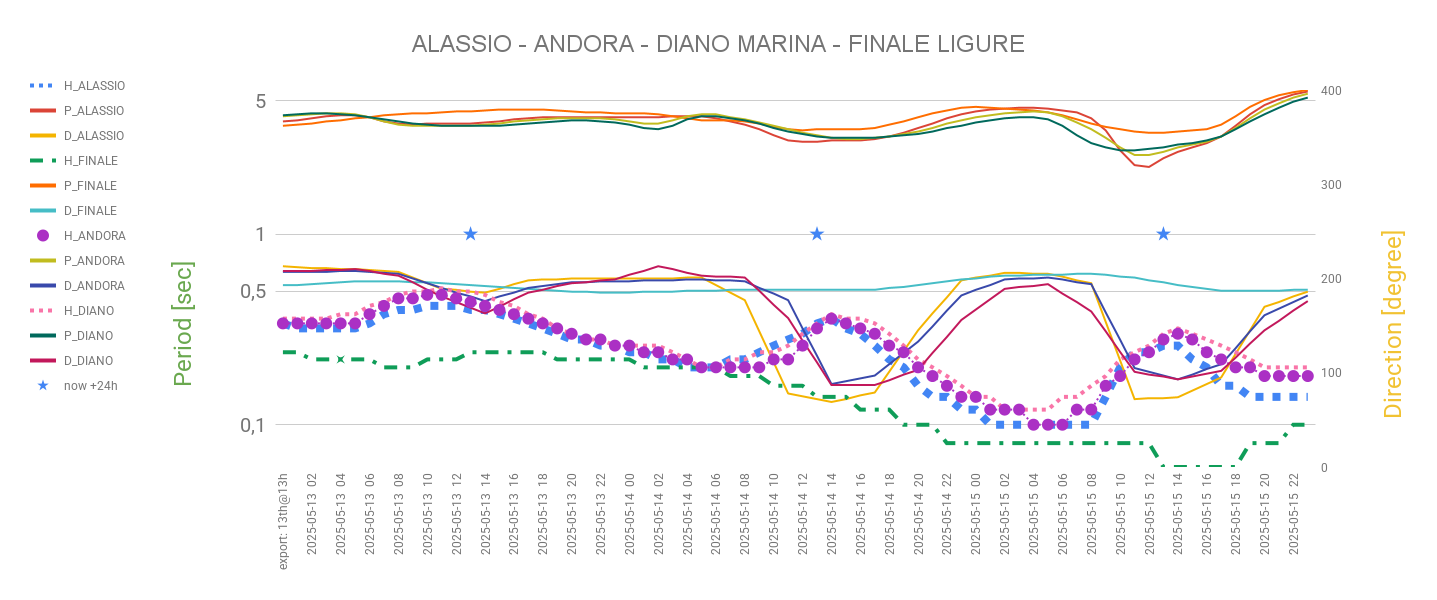 ALASSIO - ANDORA - DIANO MARINA - FINALE LIGURE
H_ALASSIO
P_ALASSIO
D_ALASSIO
H_FINALE
P_FINALE
D_FINALE
H_ANDORA
P_ANDORA
D_ANDORA
H_DIANO
P_DIANO
D_DIANO
now +24h
Period [sec]
5
1
0,5
0,1
400
300
200
100
0
Direction [degree]
export: 13th@13h
2025-05-13 02
2025-05-13 04
2025-05-13 06
2025-05-13 08
2025-05-13 10
2025-05-13 12
2025-05-13 14
2025-05-13 16
2025-05-13 18
2025-05-13 20
2025-05-13 22
2025-05-14 00
2025-05-14 02
2025-05-14 04
2025-05-14 06
2025-05-14 08
2025-05-14 10
2025-05-14 12
2025-05-14 14
2025-05-14 16
2025-05-14 18
2025-05-14 20
2025-05-14 22
2025-05-15 00
2025-05-15 02
2025-05-15 04
2025-05-15 06
2025-05-15 08
2025-05-15 10
2025-05-15 12
2025-05-15 14
2025-05-15 16
2025-05-15 18
2025-05-15 20
2025-05-15 22